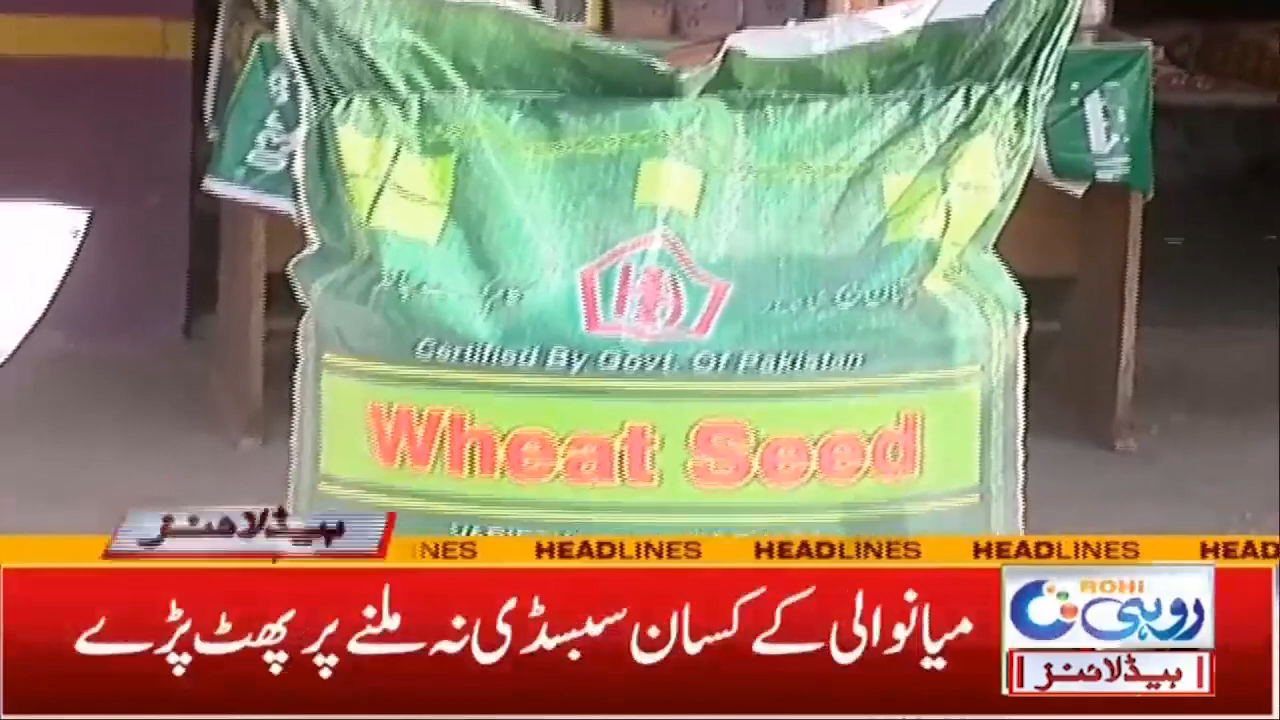 Certified By Govt. Of Pakistan
Wheat Seed
ہیڈلائنز
HEADLINES HEADLINES HEADLINES
میانوالی کے کسان سبسڈی نہ ملنے پر پھٹ پڑے
ROHI
روہی
ہیڈلائنز